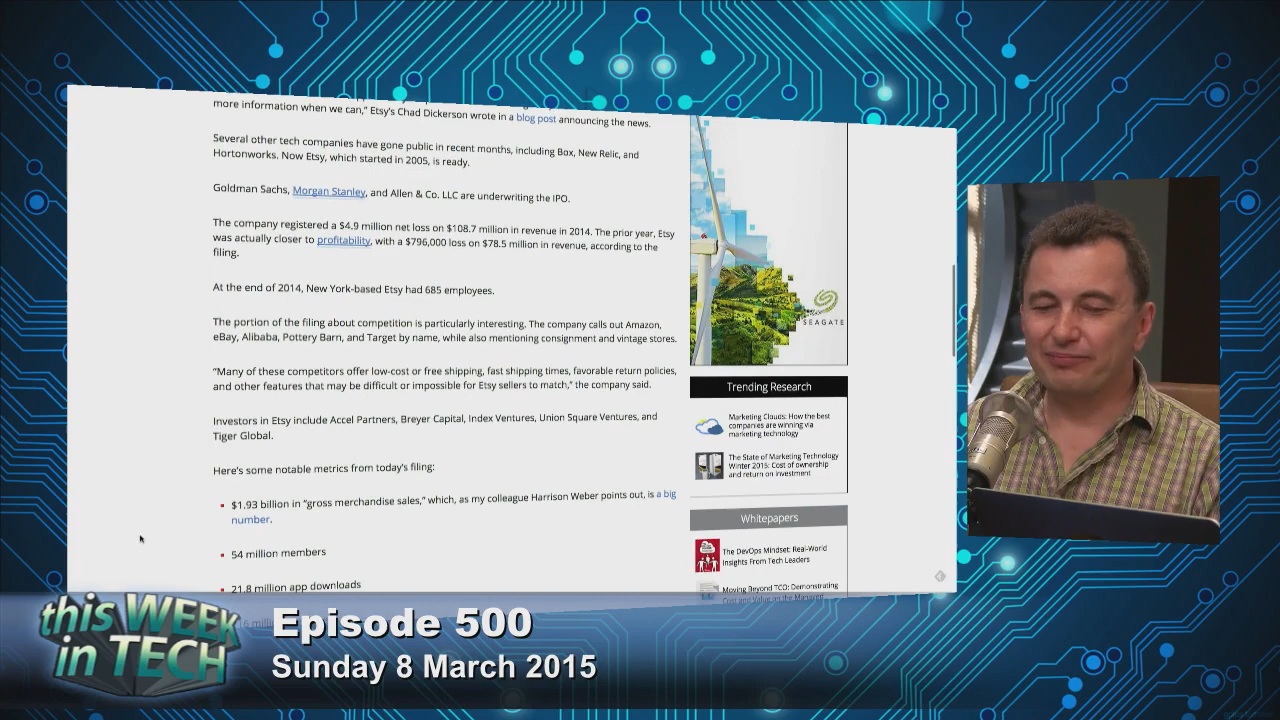 more information when we can,” Etsy's Chad Dickerson wrote in a blog post announcing the news.
Several other tech companies have gone public in recent months, including Box, New Relic, and
Hortonworks. Now Etsy, which started in 2005, is ready.
Goldman Sachs, Morgan Stanley, and Allen & Co. LLC are underwriting the IPO.
The company registered a $4.9 million net loss on $108.7 million in revenue in 2014. The prior year, Etsy
was actually closer to profitability, with a $796,000 loss on $78.5 million in revenue, according to the
filing.
At the end of 2014, New York-based Etsy had 685 employees.
The portion of the filing about competition is particularly interesting. The company calls out Amazon,
eBay, Alibaba, Pottery Barn, and Target by name, while also mentioning consignment and vintage stores.
“Many of these competitors offer low-cost or free shipping, fast shipping times, favorable return policies,
and other features that may be difficult or impossible for Etsy sellers to match,” the company said.
Investors in Etsy include Accel Partners, Breyer Capital, Index Ventures, Union Square Ventures, and
Tiger Global.
Here's some notable metrics from today's filing:
$1.93 billion in “gross merchandise sales,” which, as my colleague Harrison Weber points out, is a big
number.
54 million members
21.8 million app downloads
SEAGATE
Trending Research
Marketing Clouds: How the best
companies are winning via
marketing technology
The State of Marketing Technology
Winter 2015: Cost of ownership
and return on investment
Whitepapers
The DevOps Mindset: Real-World
Insights From Tech Leaders
Moving Beyond TCO: Demonstrating
Cost and Value on the Managed
this WEEK
in TECH
Episode 500
Sunday 8 March 2015